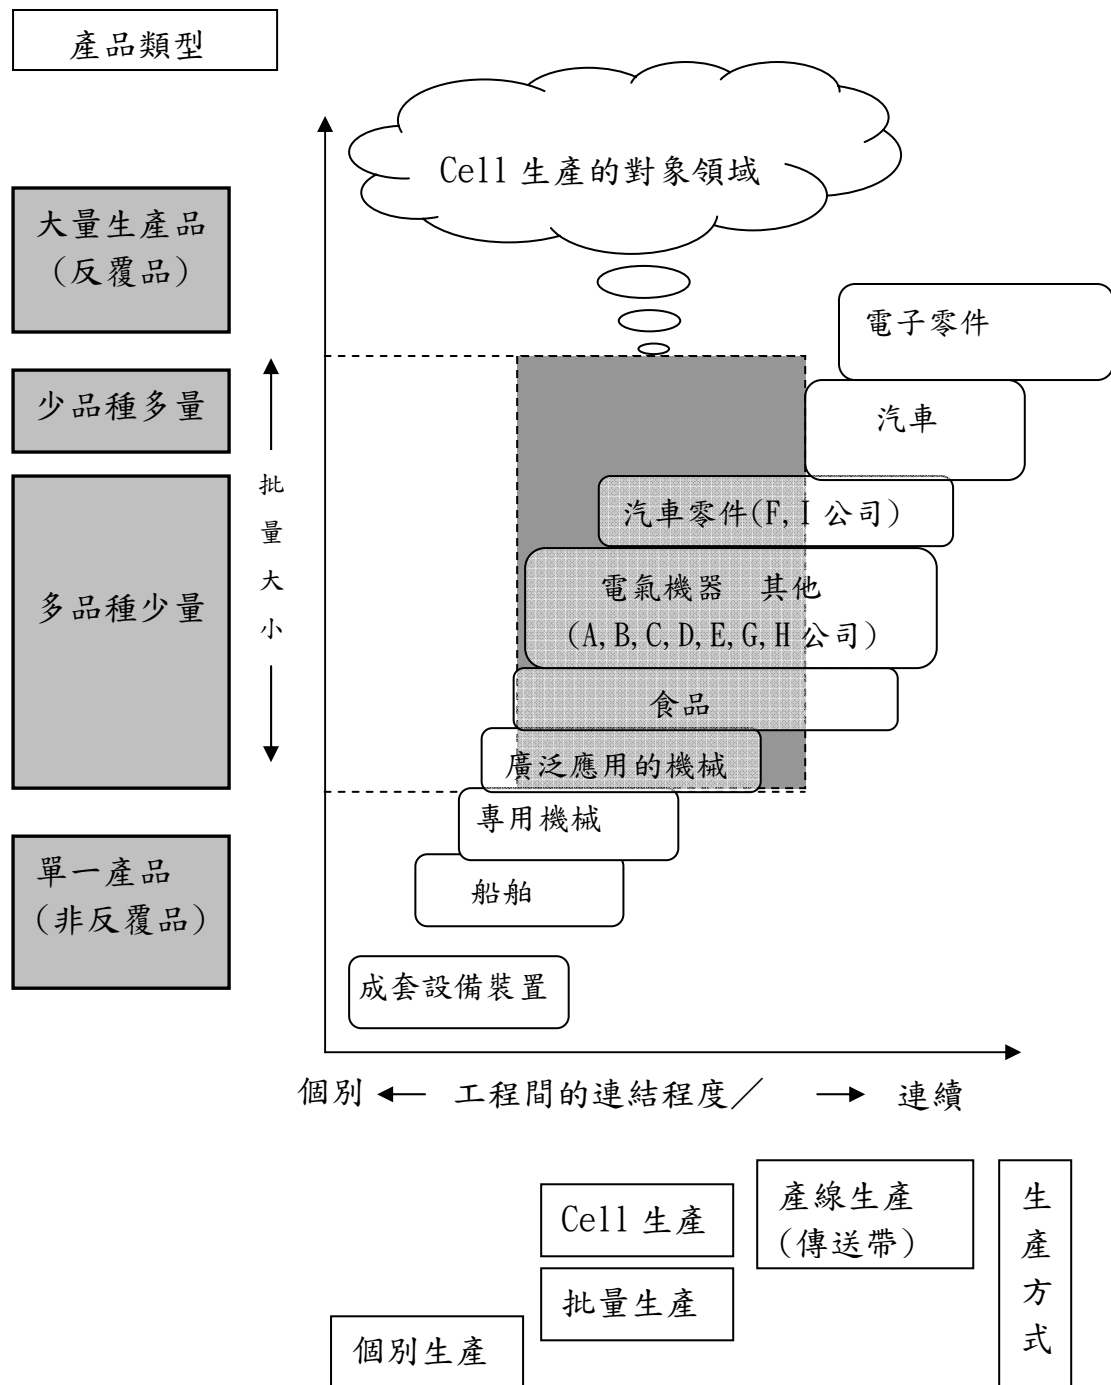 產品類型
Cell 生產的對象領域
大量生產品
(反覆品)
少品種多量
多品種少量
單一產品
(非反覆品)
批
量
大
小
電子零件
汽車
汽車零件(F, I 公司)
電氣機器 其他
(A, B, C, D, E, G, H 公司)
食品
廣泛應用的機械
專用機械
船舶
成套設備裝置
個別 工程間的連結程度／ 連續
Cell 生產
批量生產
個別生產
產線生產
(傳送帶)
生
產
方
式